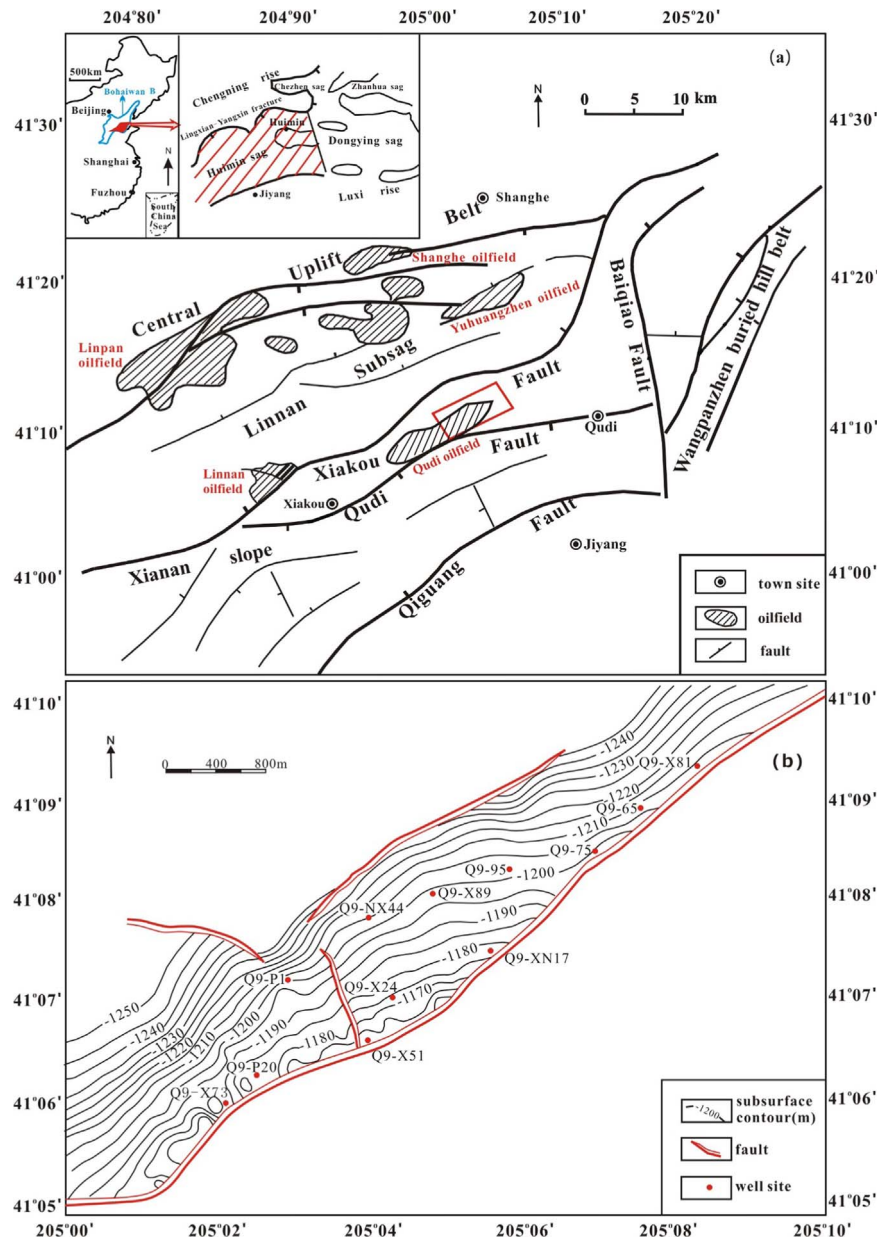 204°80'
204°90'
205°00'
205°10'
205°20'
(a)
500km
Bohaiwan B
Beijing
Shanghai
Fuzhou
N
South
China
Sea
Chengning rise
Chezhen sag
Zhanhua sag
Lingxian-Yangxin fracture
Huimin
Dongying sag
Huimin sag
Jiyang
Luxi rise
N
0 5 10 km
41°30'
41°30'
Shanghe
Central Uplift Belt
Shanghe oilfield
41°20'
41°20'
Yuhuangzhen oilfield
Linpan
oilfield
Linnan Subsag
Baiqiao Fault
Wangpanzhen buried hill belt
Xiakou Fault
41°10'
41°10'
Qudi
Qudi oilfield
Linnan
oilfield
Xiakou
Qudi Fault
Xianan slope
Qiguang Fault
Jiyang
41°00'
41°00'
town site
oilfield
fault
41°10'
41°10'
N
0 400 800m
(b)
-1240
-1230
Q9-X81
-1220
Q9-65
41°09'
41°09'
-1210
Q9-75
Q9-95
-1200
Q9-X89
41°08'
41°08'
Q9-NX44
-1190
-1180
Q9-XN17
Q9-P1
Q9-X24
-1170
41°07'
41°07'
-1250
-1240
-1230
-1220
-1210
-1200
-1190
-1180
Q9-X51
Q9-P20
Q9-X73
41°06'
41°06'
-1200
subsurface
contour(m)
fault
well site
41°05'
41°05'
205°00'
205°02'
205°04'
205°06'
205°08'
205°10'